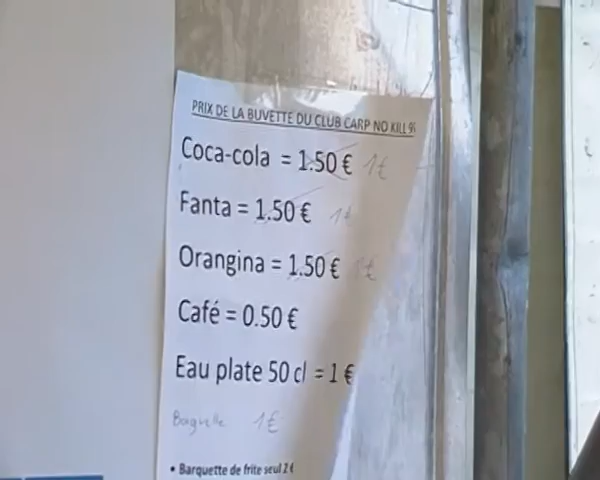 PRIX DE LA BUVETTE DU CLUB CARP NO KILL
Coca-cola = 1.50 € 1€
Fanta = 1.50 € 1€
Orangina = 1.50 € 1€
Café = 0.50 €
Eau plate 50 cl = 1 €
Baguette 1€
• Barquette de frite seul 2 €